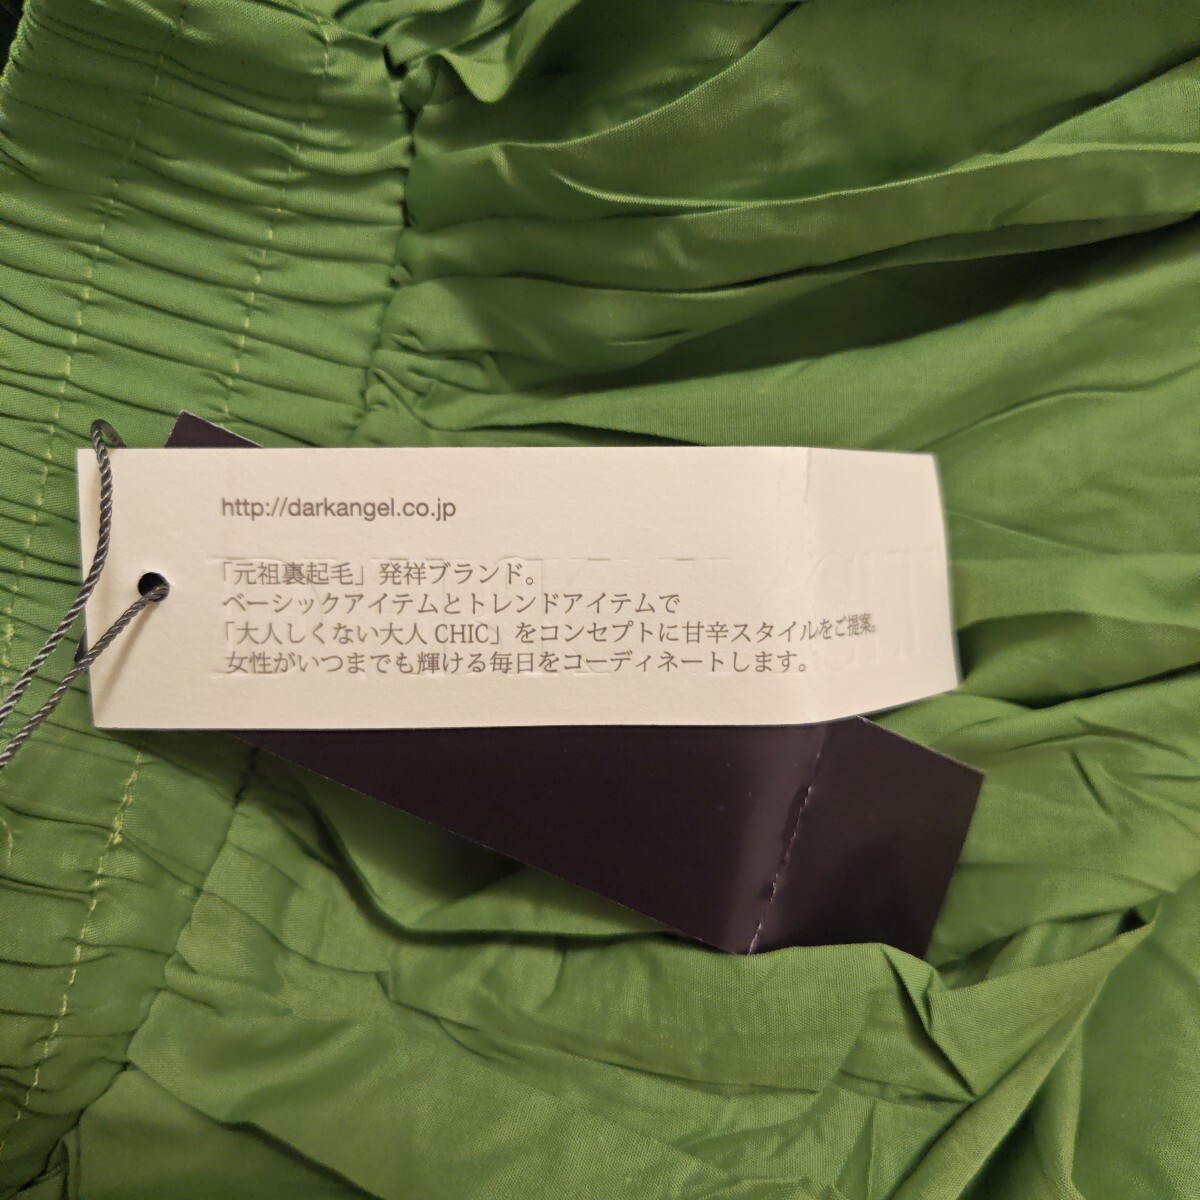 http://darkangel.co.jp
「元祖裏起毛」発祥ブランド。
ベーシックアイテムとトレンドアイテムで
「大人しくない大人 CHIC」をコンセプトに甘辛スタイルをご提案。
女性がいつまでも輝ける毎日をコーディネートします。